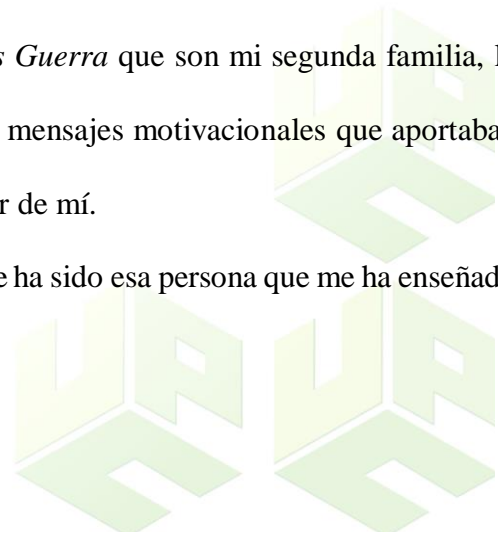 s Guerra que son mi segunda familia,
mensajes motivacionales que aportaba
r de mí.
e ha sido esa persona que me ha enseñad